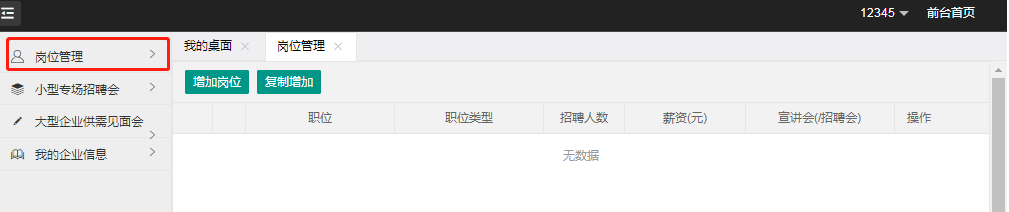 12345 前台首页
岗位管理
小型专场招聘会
大型企业供需见面会
我的企业信息
我的桌面 岗位管理
增加岗位 复制增加
职位 职位类型 招聘人数 薪资(元) 宣讲会(/招聘会) 操作
无数据